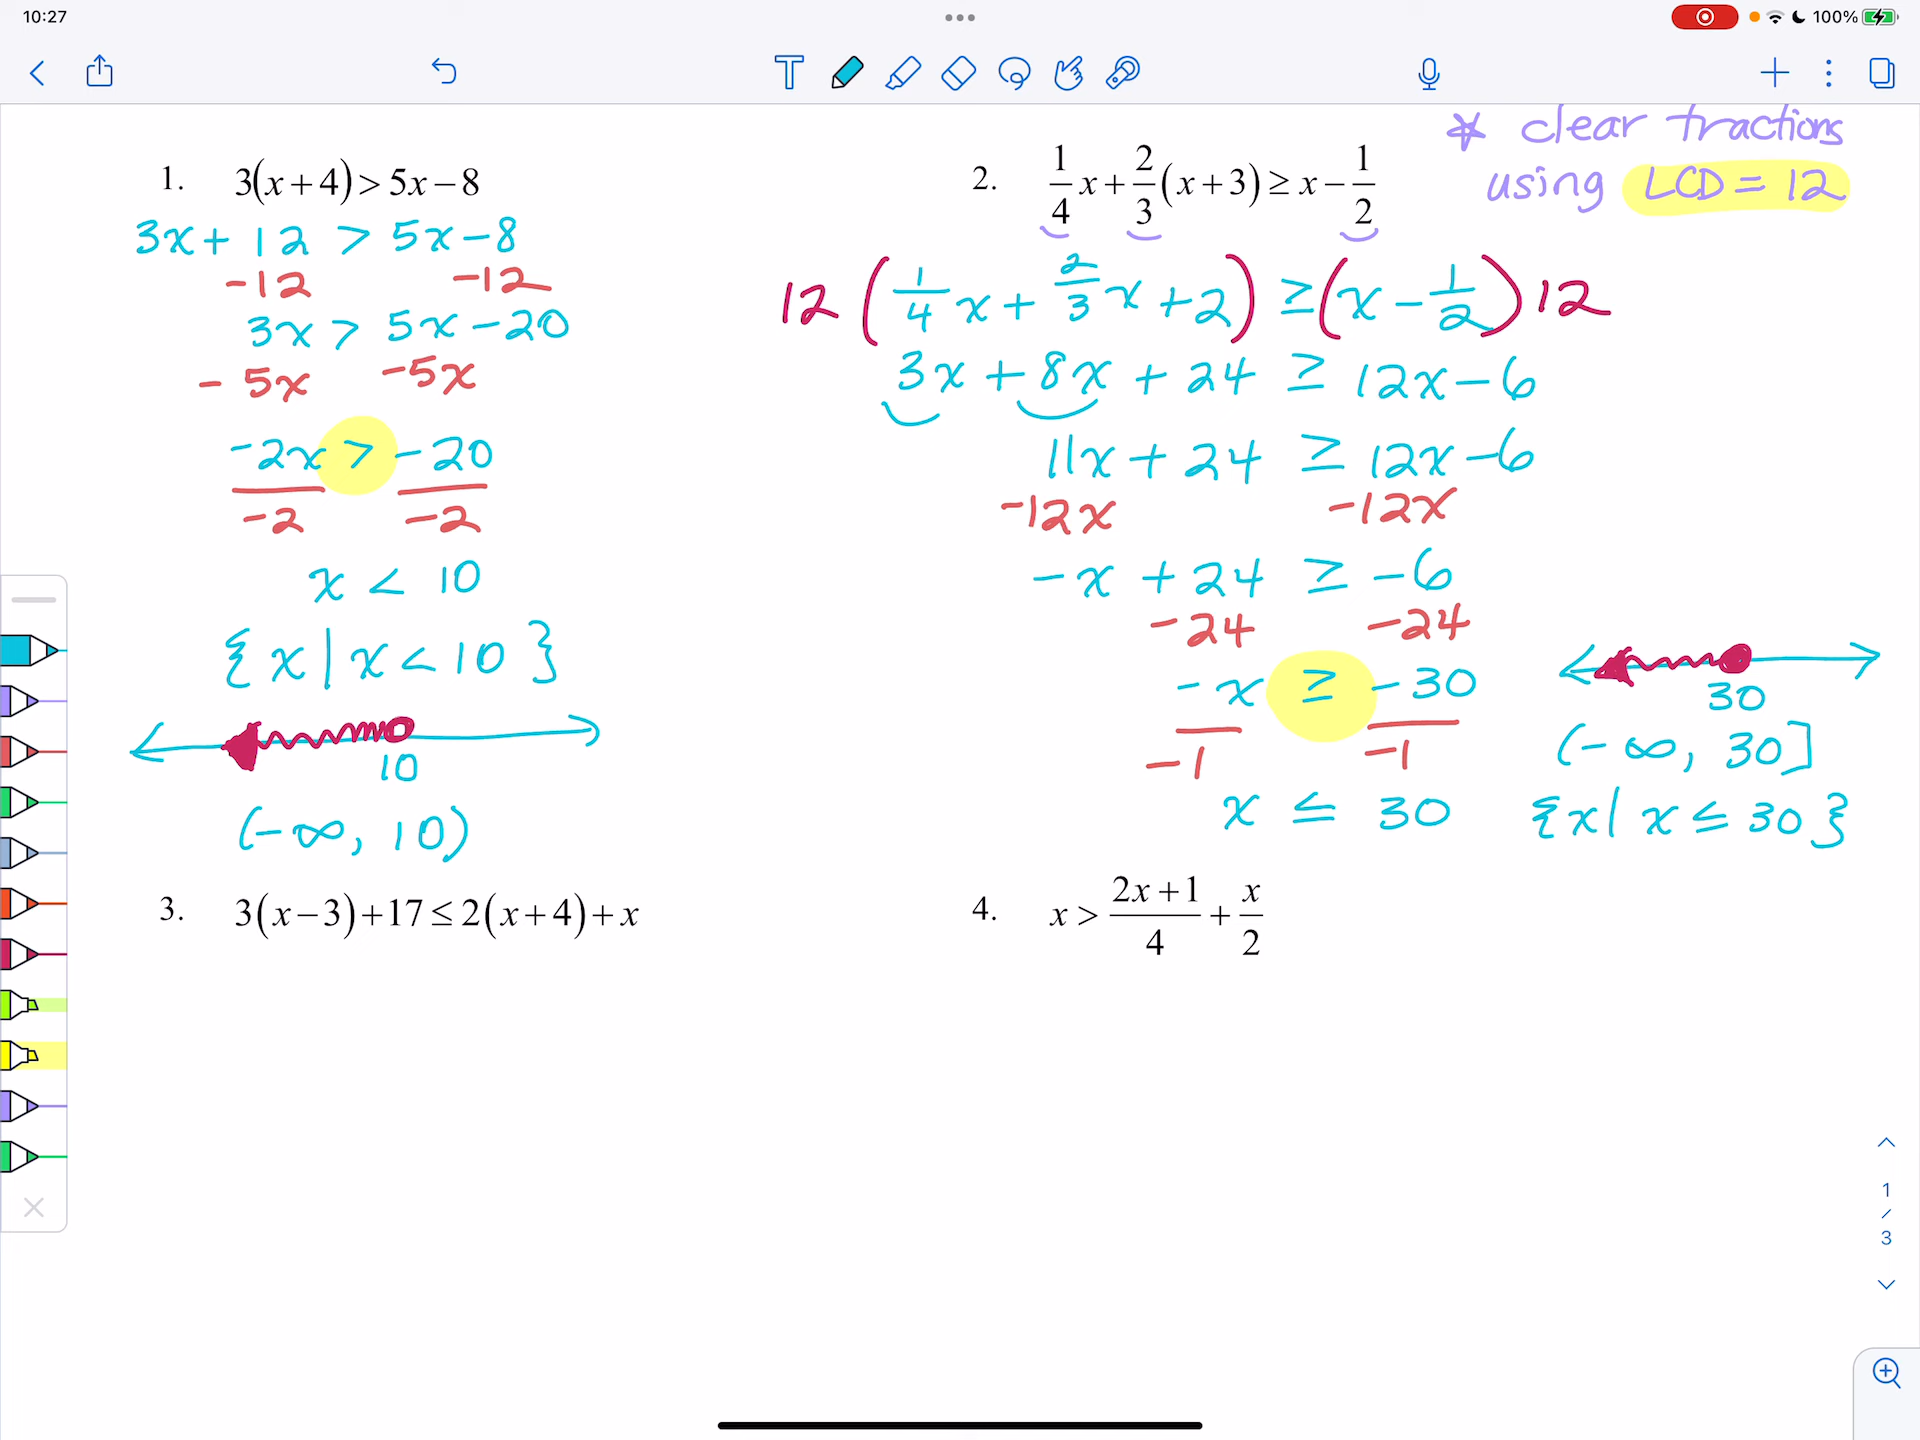 10:27
100%
T
* clear fractions
using LCD = 12
1. 3(x+4) > 5x−8
3x + 12 > 5x − 8
−12 −12
3x > 5x − 20
− 5x −5x
−2x > −20
−2 −2
x < 10
{ x | x < 10 }
10
(−∞, 10)
2. 1/4 x + 2/3 (x+3) ≥ x − 1/2
12 ( 1/4 x + 2/3 x + 2 ) ≥ ( x − 1/2 ) 12
3x + 8x + 24 ≥ 12x − 6
11x + 24 ≥ 12x − 6
−12x −12x
−x + 24 ≥ −6
−24 −24
−x ≥ −30
−1 −1
x ≤ 30
30
(−∞, 30]
{x | x ≤ 30 }
3. 3(x−3)+17 ≤ 2(x+4)+x
4. x > (2x+1)/4 + x/2
1
/
3